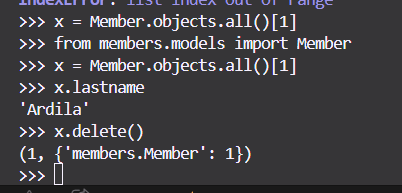 IndexError: list index out of range
>>> x = Member.objects.all()[1]
>>> from members.models import Member
>>> x = Member.objects.all()[1]
>>> x.lastname
'Ardila'
>>> x.delete()
(1, {'members.Member': 1})
>>>